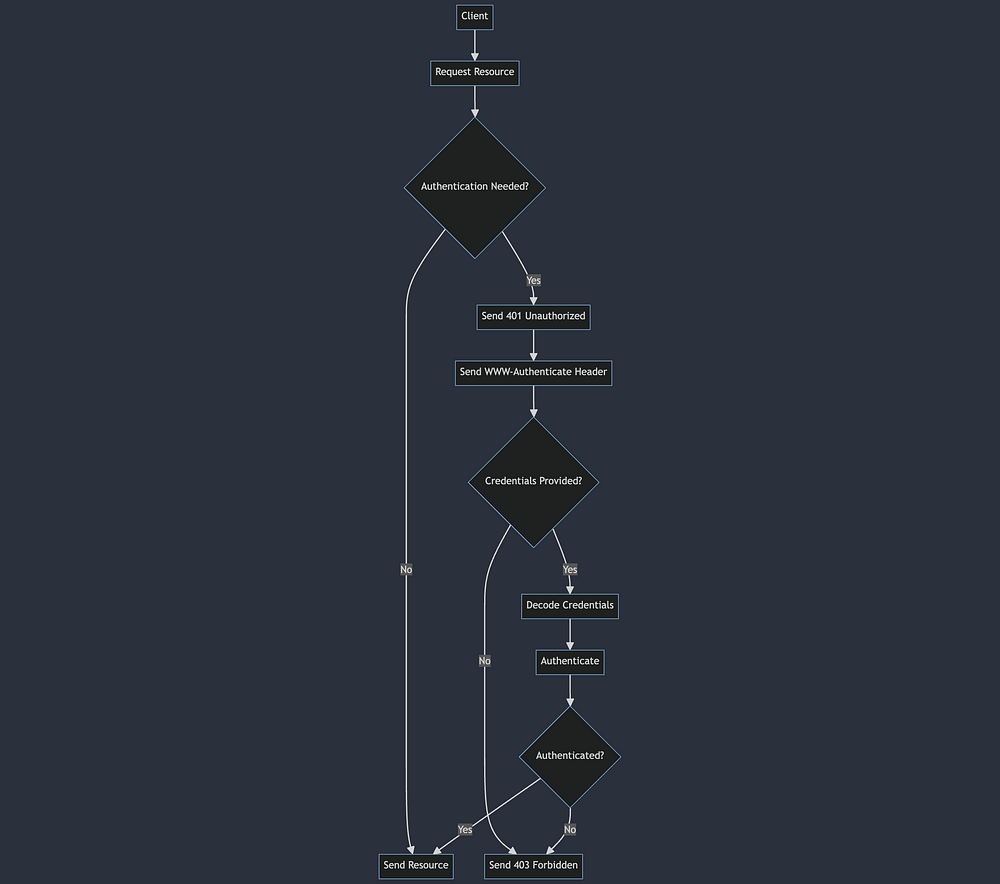 Client
Request Resource
Authentication Needed?
Yes
Send 401 Unauthorized
Send WWW-Authenticate Header
Credentials Provided?
No
Yes
Decode Credentials
No
Authenticate
Authenticated?
Yes
No
Send Resource
Send 403 Forbidden